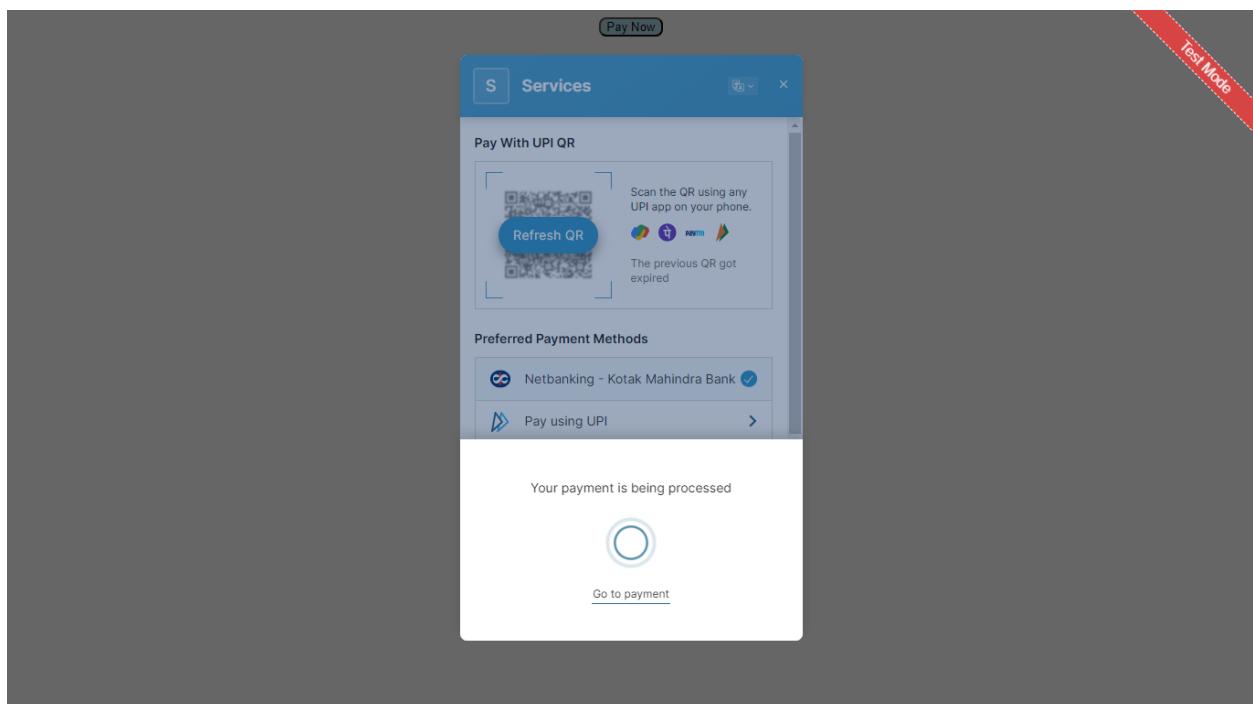 Pay Now
Test Mode
S Services
Pay With UPI QR
Scan the QR using any
UPI app on your phone.
Refresh QR
Paytm
The previous QR got
expired
Preferred Payment Methods
Netbanking - Kotak Mahindra Bank
Pay using UPI
Your payment is being processed
Go to payment